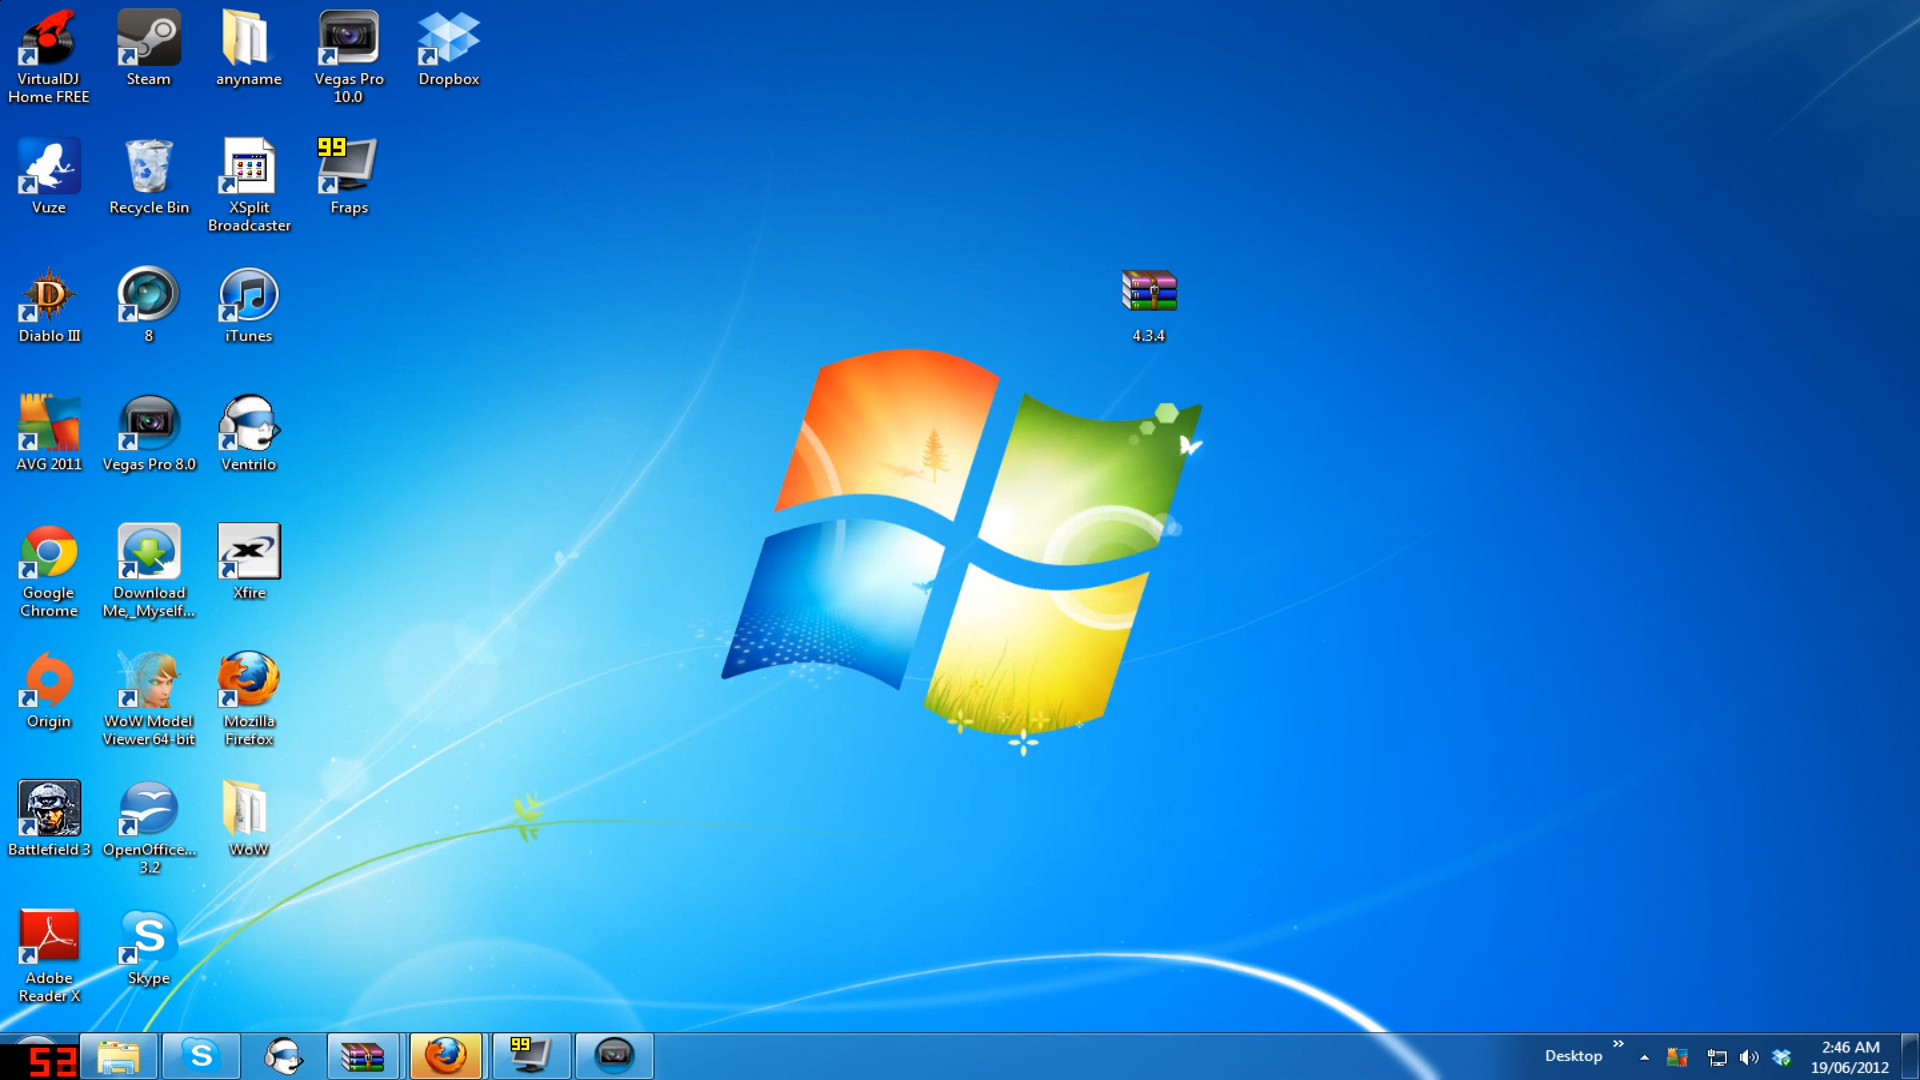 VirtualDJ
Home FREE
Steam
anyname
Vegas Pro
10.0
Dropbox
Vuze
Recycle Bin
XSplit
Broadcaster
99
Fraps
Diablo III
8
iTunes
4.3.4
AVG 2011
Vegas Pro 8.0
Ventrilo
Google
Chrome
Download
Me,_Myself...
Xfire
Origin
WoW Model
Viewer 64-bit
Mozilla
Firefox
Battlefield 3
OpenOffice...
3.2
WoW
Adobe
Reader X
Skype
53
99
Desktop
2:46 AM
19/06/2012